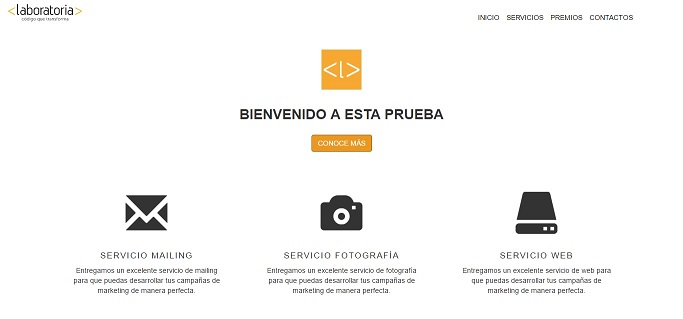 <laboratoria>
código que transforma
INICIO SERVICIOS PREMIOS CONTACTOS
<l>
BIENVENIDO A ESTA PRUEBA
CONOCE MÁS
SERVICIO MAILING
Entregamos un excelente servicio de mailing
para que puedas desarrollar tus campañas de
marketing de manera perfecta.
SERVICIO FOTOGRAFÍA
Entregamos un excelente servicio de fotografía
para que puedas desarrollar tus campañas de
marketing de manera perfecta.
SERVICIO WEB
Entregamos un excelente servicio de web para
que puedas desarrollar tus campañas de
marketing de manera perfecta.